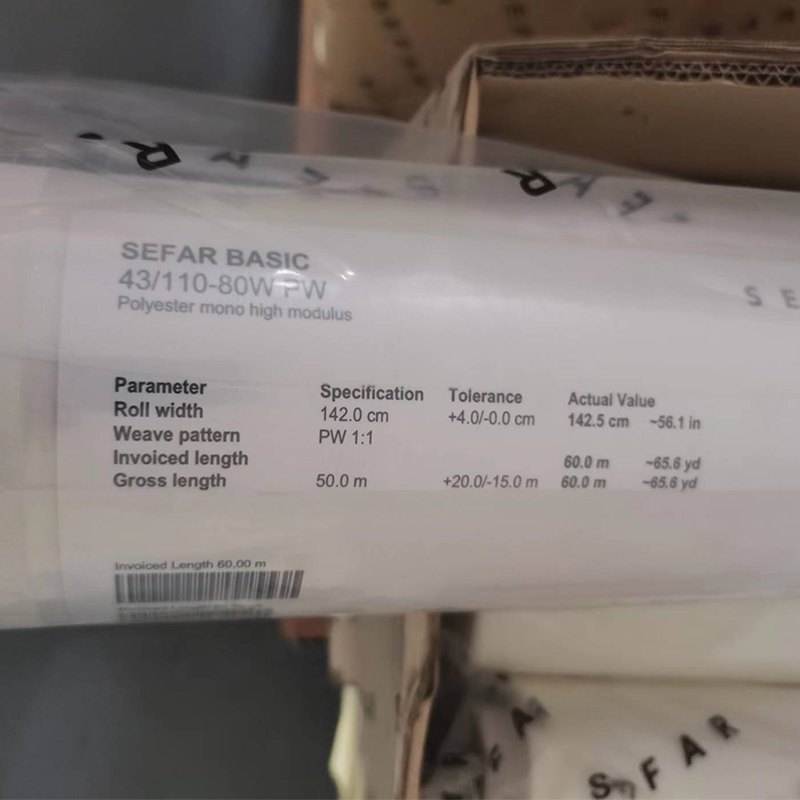 SEFAR BASIC
43/110-80W PW
Polyester mono high modulus
Parameter Specification Tolerance Actual Value
Roll width 142.0 cm +4.0/-0.0 cm 142.5 cm ~56.1 in
Weave pattern PW 1:1
Invoiced length 60.0 m ~65.6 yd
Gross length 50.0 m +20.0/-15.0 m 60.0 m ~65.6 yd
Invoiced Length 60,00 m
S E
SEFAR